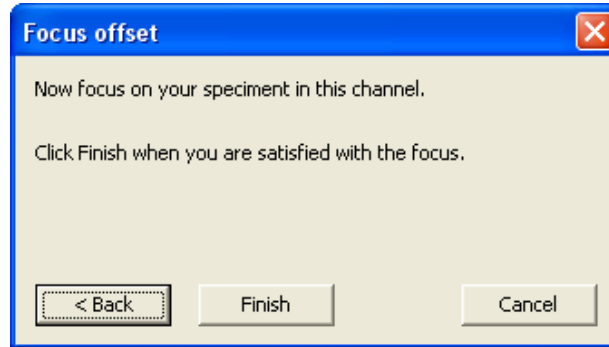 Focus offset
Now focus on your speciment in this channel.
Click Finish when you are satisfied with the focus.
< Back Finish Cancel